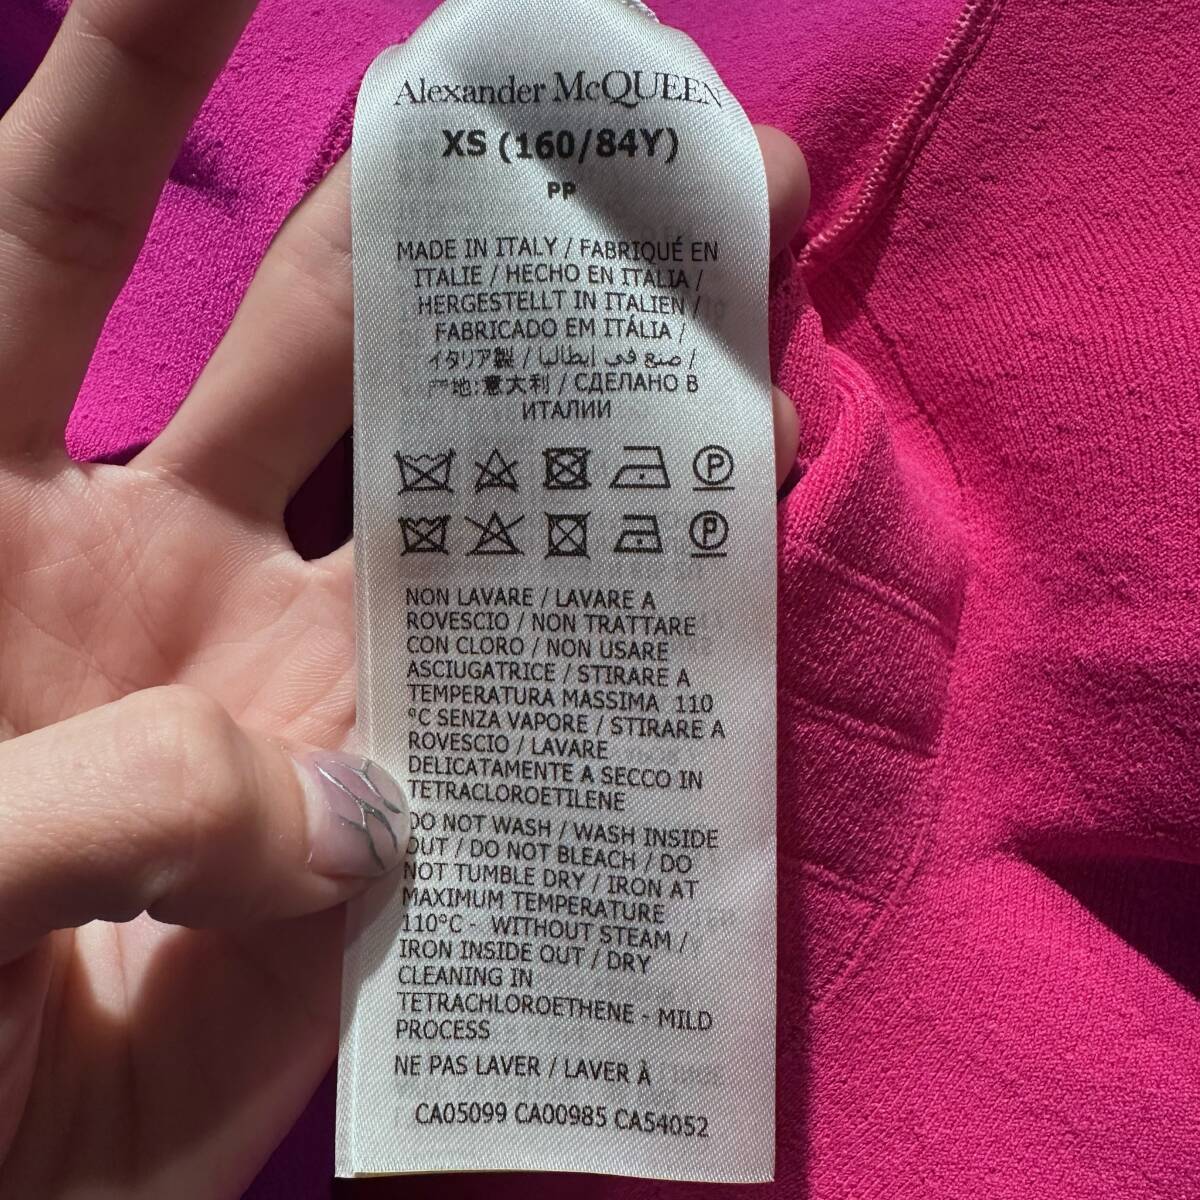 Alexander McQUEEN
XS (160/84Y)
PP
MADE IN ITALY / FABRIQUÉ EN
ITALIE / HECHO EN ITALIA /
HERGESTELLT IN ITALIEN /
FABRICADO EM ITÁLIA /
イタリア製 / صنع في إيطاليا /
产地:意大利 / СДЕЛАНО В
ИТАЛИИ
P
P
NON LAVARE / LAVARE A
ROVESCIO / NON TRATTARE
CON CLORO / NON USARE
ASCIUGATRICE / STIRARE A
TEMPERATURA MASSIMA 110
°C SENZA VAPORE / STIRARE A
ROVESCIO / LAVARE
DELICATAMENTE A SECCO IN
TETRACLOROETILENE
DO NOT WASH / WASH INSIDE
OUT / DO NOT BLEACH / DO
NOT TUMBLE DRY / IRON AT
MAXIMUM TEMPERATURE
110°C - WITHOUT STEAM /
IRON INSIDE OUT / DRY
CLEANING IN
TETRACHLOROETHENE - MILD
PROCESS
NE PAS LAVER / LAVER À
CA05099 CA00985 CA54052